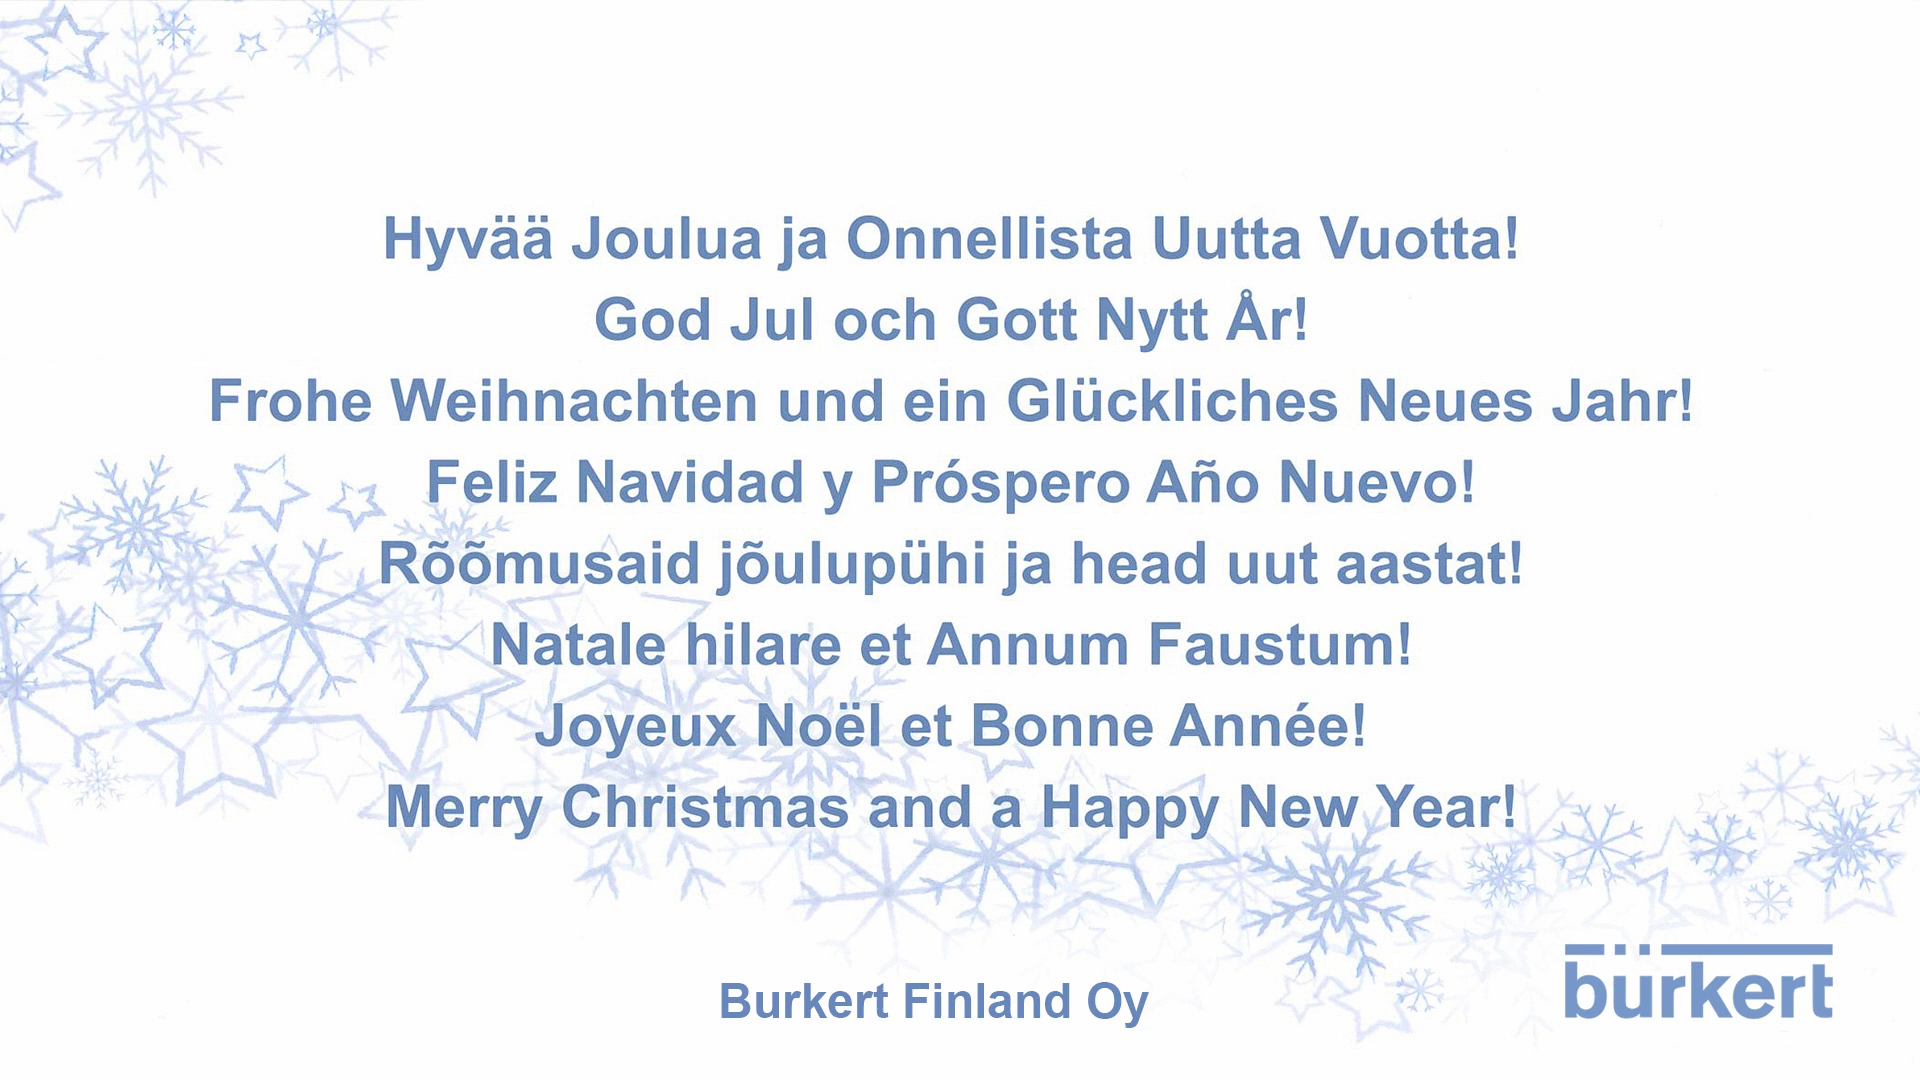 Hyvää Joulua ja Onnellista Uutta Vuotta!
God Jul och Gott Nytt År!
Frohe Weihnachten und ein Glückliches Neues Jahr!
Feliz Navidad y Próspero Año Nuevo!
Rõõmusaid jõulupühi ja head uut aastat!
Natale hilare et Annum Faustum!
Joyeux Noël et Bonne Année!
Merry Christmas and a Happy New Year!
Burkert Finland Oy
bürkert